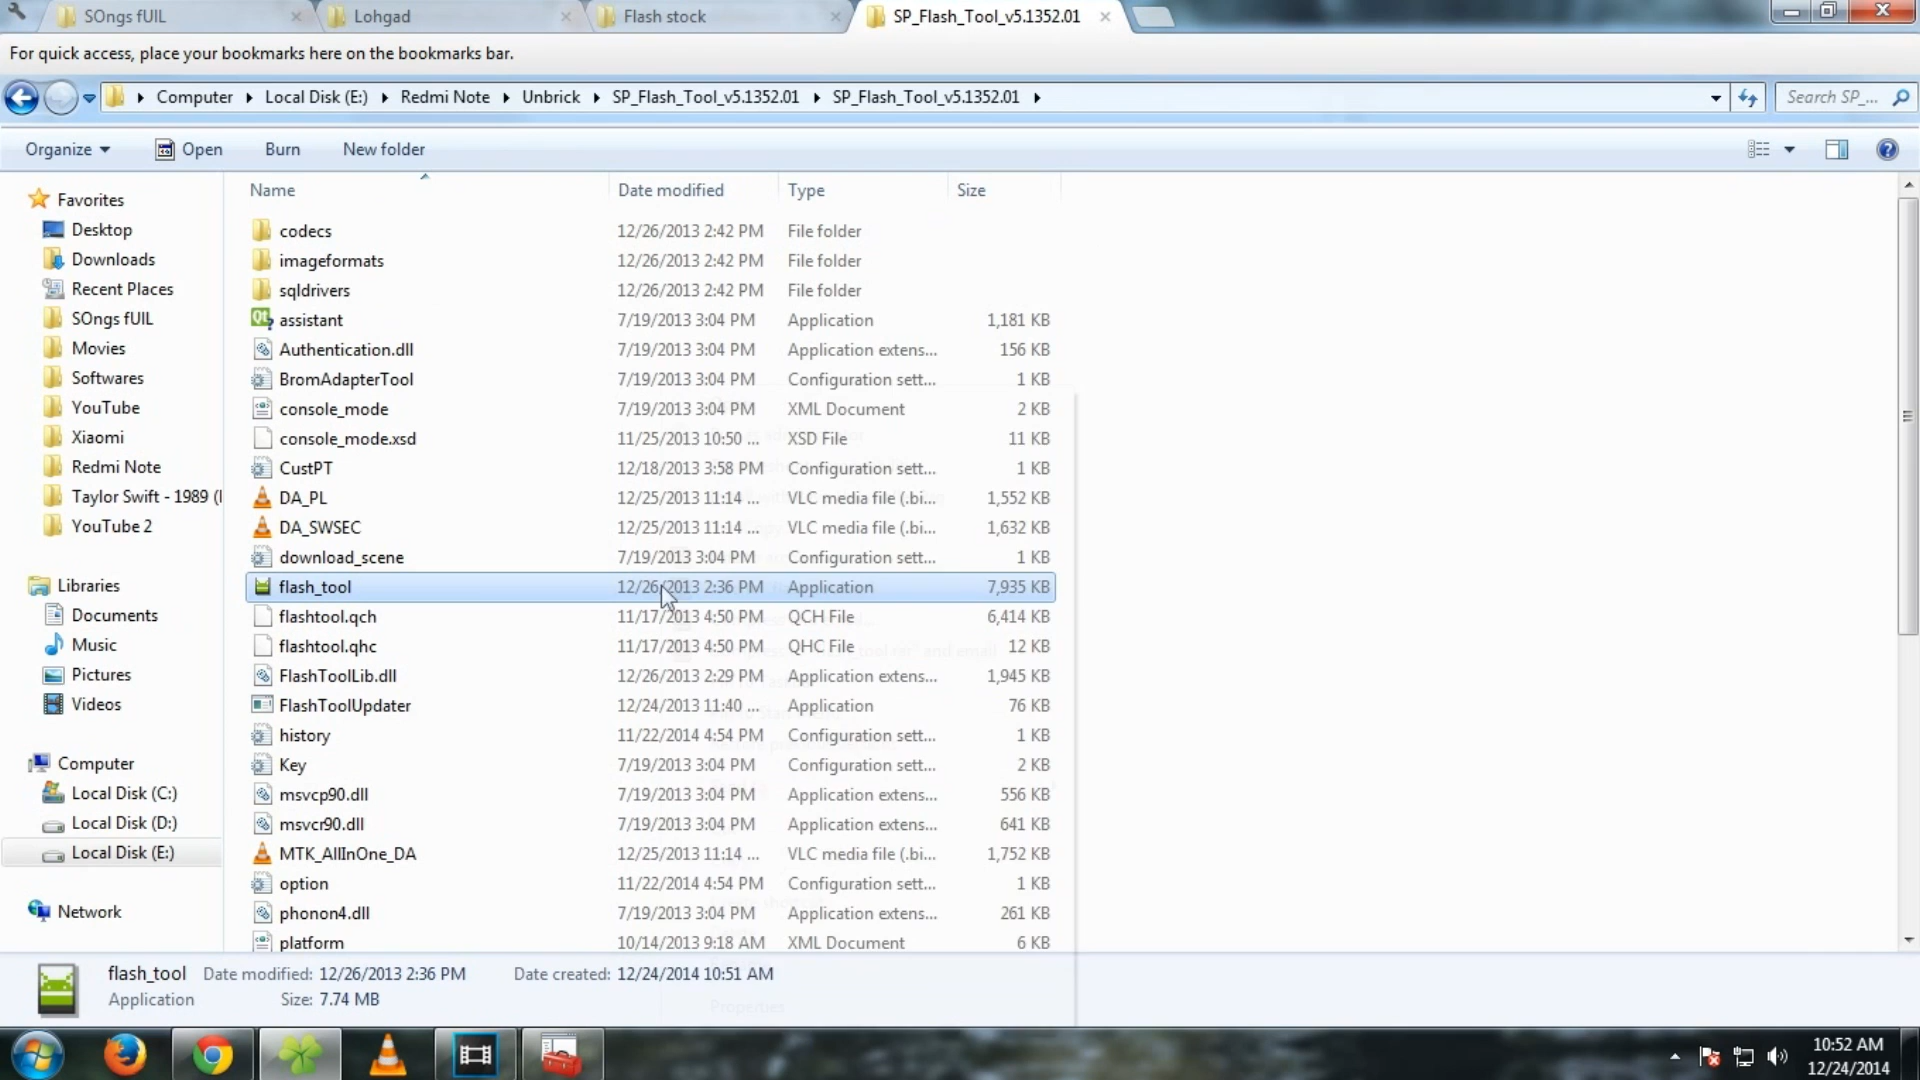 SOngs fUIL
Lohgad
Flash stock
SP_Flash_Tool_v5.1352.01
For quick access, place your bookmarks here on the bookmarks bar.
Computer Local Disk (E:) Redmi Note Unbrick SP_Flash_Tool_v5.1352.01 SP_Flash_Tool_v5.1352.01
Search SP_...
Organize Open Burn New folder
Name Date modified Type Size
Favorites
Desktop
Downloads
Recent Places
SOngs fUIL
Movies
Softwares
YouTube
Xiaomi
Redmi Note
Taylor Swift - 1989 (
YouTube 2
Libraries
Documents
Music
Pictures
Videos
Computer
Local Disk (C:)
Local Disk (D:)
Local Disk (E:)
Network
codecs 12/26/2013 2:42 PM File folder
imageformats 12/26/2013 2:42 PM File folder
sqldrivers 12/26/2013 2:42 PM File folder
assistant 7/19/2013 3:04 PM Application 1,181 KB
Authentication.dll 7/19/2013 3:04 PM Application extens... 156 KB
BromAdapterTool 7/19/2013 3:04 PM Configuration sett... 1 KB
console_mode 7/19/2013 3:04 PM XML Document 2 KB
console_mode.xsd 11/25/2013 10:50 ... XSD File 11 KB
CustPT 12/18/2013 3:58 PM Configuration sett... 1 KB
DA_PL 12/25/2013 11:14 ... VLC media file (.bi... 1,552 KB
DA_SWSEC 12/25/2013 11:14 ... VLC media file (.bi... 1,632 KB
download_scene 7/19/2013 3:04 PM Configuration sett... 1 KB
flash_tool 12/26/2013 2:36 PM Application 7,935 KB
flashtool.qch 11/17/2013 4:50 PM QCH File 6,414 KB
flashtool.qhc 11/17/2013 4:50 PM QHC File 12 KB
FlashToolLib.dll 12/26/2013 2:29 PM Application extens... 1,945 KB
FlashToolUpdater 12/24/2013 11:40 ... Application 76 KB
history 11/22/2014 4:54 PM Configuration sett... 1 KB
Key 7/19/2013 3:04 PM Configuration sett... 2 KB
msvcp90.dll 7/19/2013 3:04 PM Application extens... 556 KB
msvcr90.dll 7/19/2013 3:04 PM Application extens... 641 KB
MTK_AllInOne_DA 12/25/2013 11:14 ... VLC media file (.bi... 1,752 KB
option 11/22/2014 4:54 PM Configuration sett... 1 KB
phonon4.dll 7/19/2013 3:04 PM Application extens... 261 KB
platform 10/14/2013 9:18 AM XML Document 6 KB
flash_tool Date modified: 12/26/2013 2:36 PM Date created: 12/24/2014 10:51 AM
Application Size: 7.74 MB
Properties
10:52 AM
12/24/2014